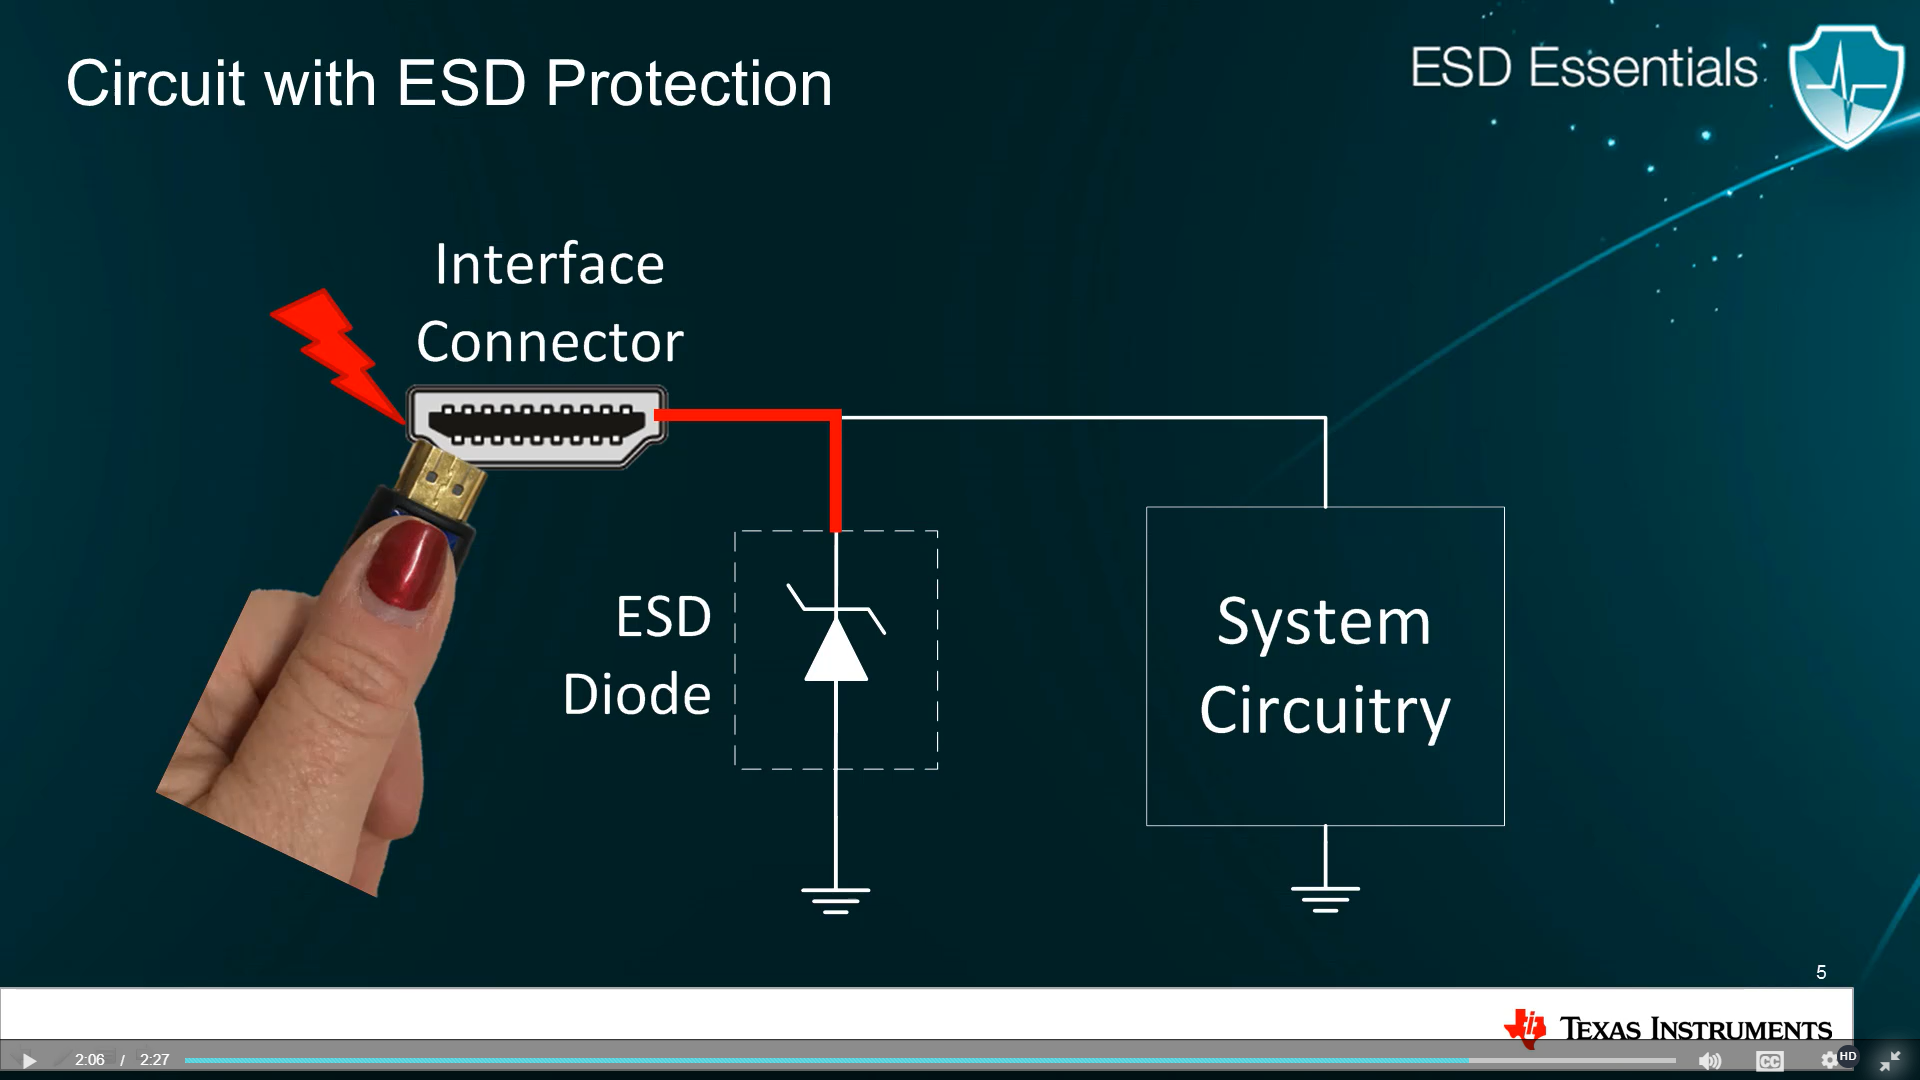 Circuit with ESD Protection
ESD Essentials
Interface
Connector
ESD
Diode
System
Circuitry
5
TEXAS INSTRUMENTS
2:06 / 2:27
CC
HD